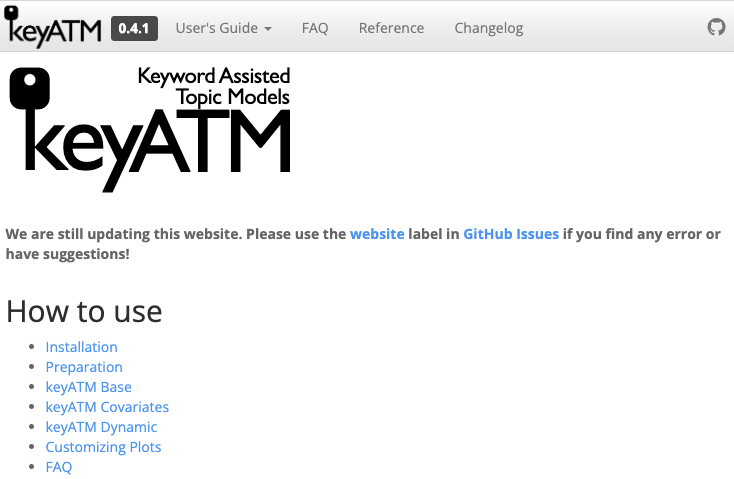 keyATM 0.4.1 User's Guide FAQ Reference Changelog
Keyword Assisted
Topic Models
keyATM
We are still updating this website. Please use the website label in GitHub Issues if you find any error or
have suggestions!
How to use
Installation
Preparation
keyATM Base
keyATM Covariates
keyATM Dynamic
Customizing Plots
FAQ